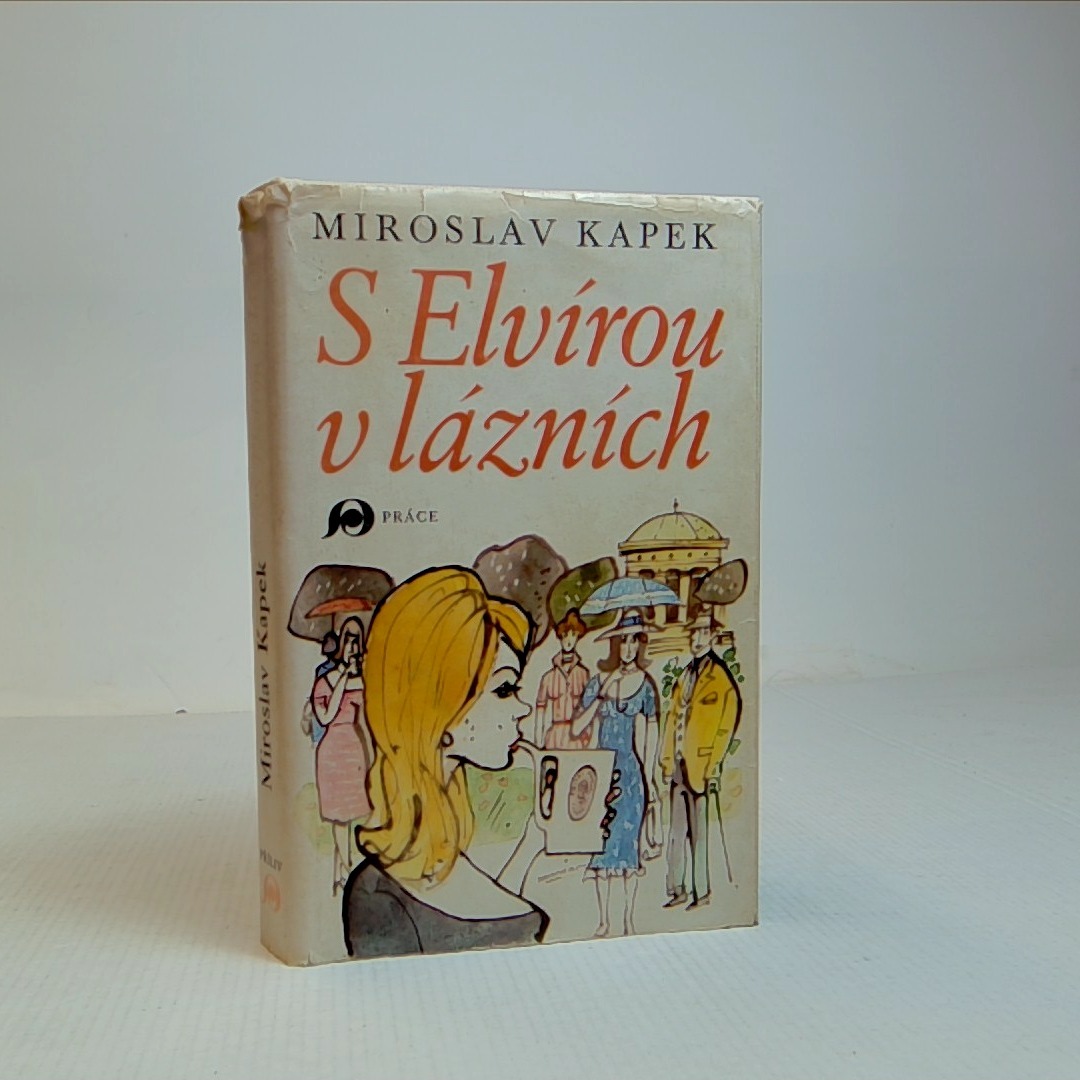 MIROSLAV KAPEK
S Elvírou
v lázních
PRÁCE
Miroslav Kapek